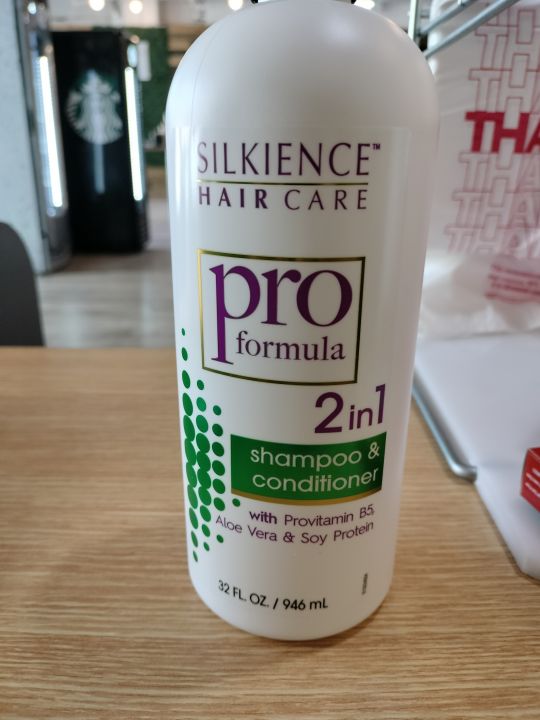 SILKIENCE™
HAIR CARE
pro
formula
2in1
shampoo &
conditioner
with Provitamin B5,
Aloe Vera & Soy Protein
32 FL. OZ. / 946 mL
THA